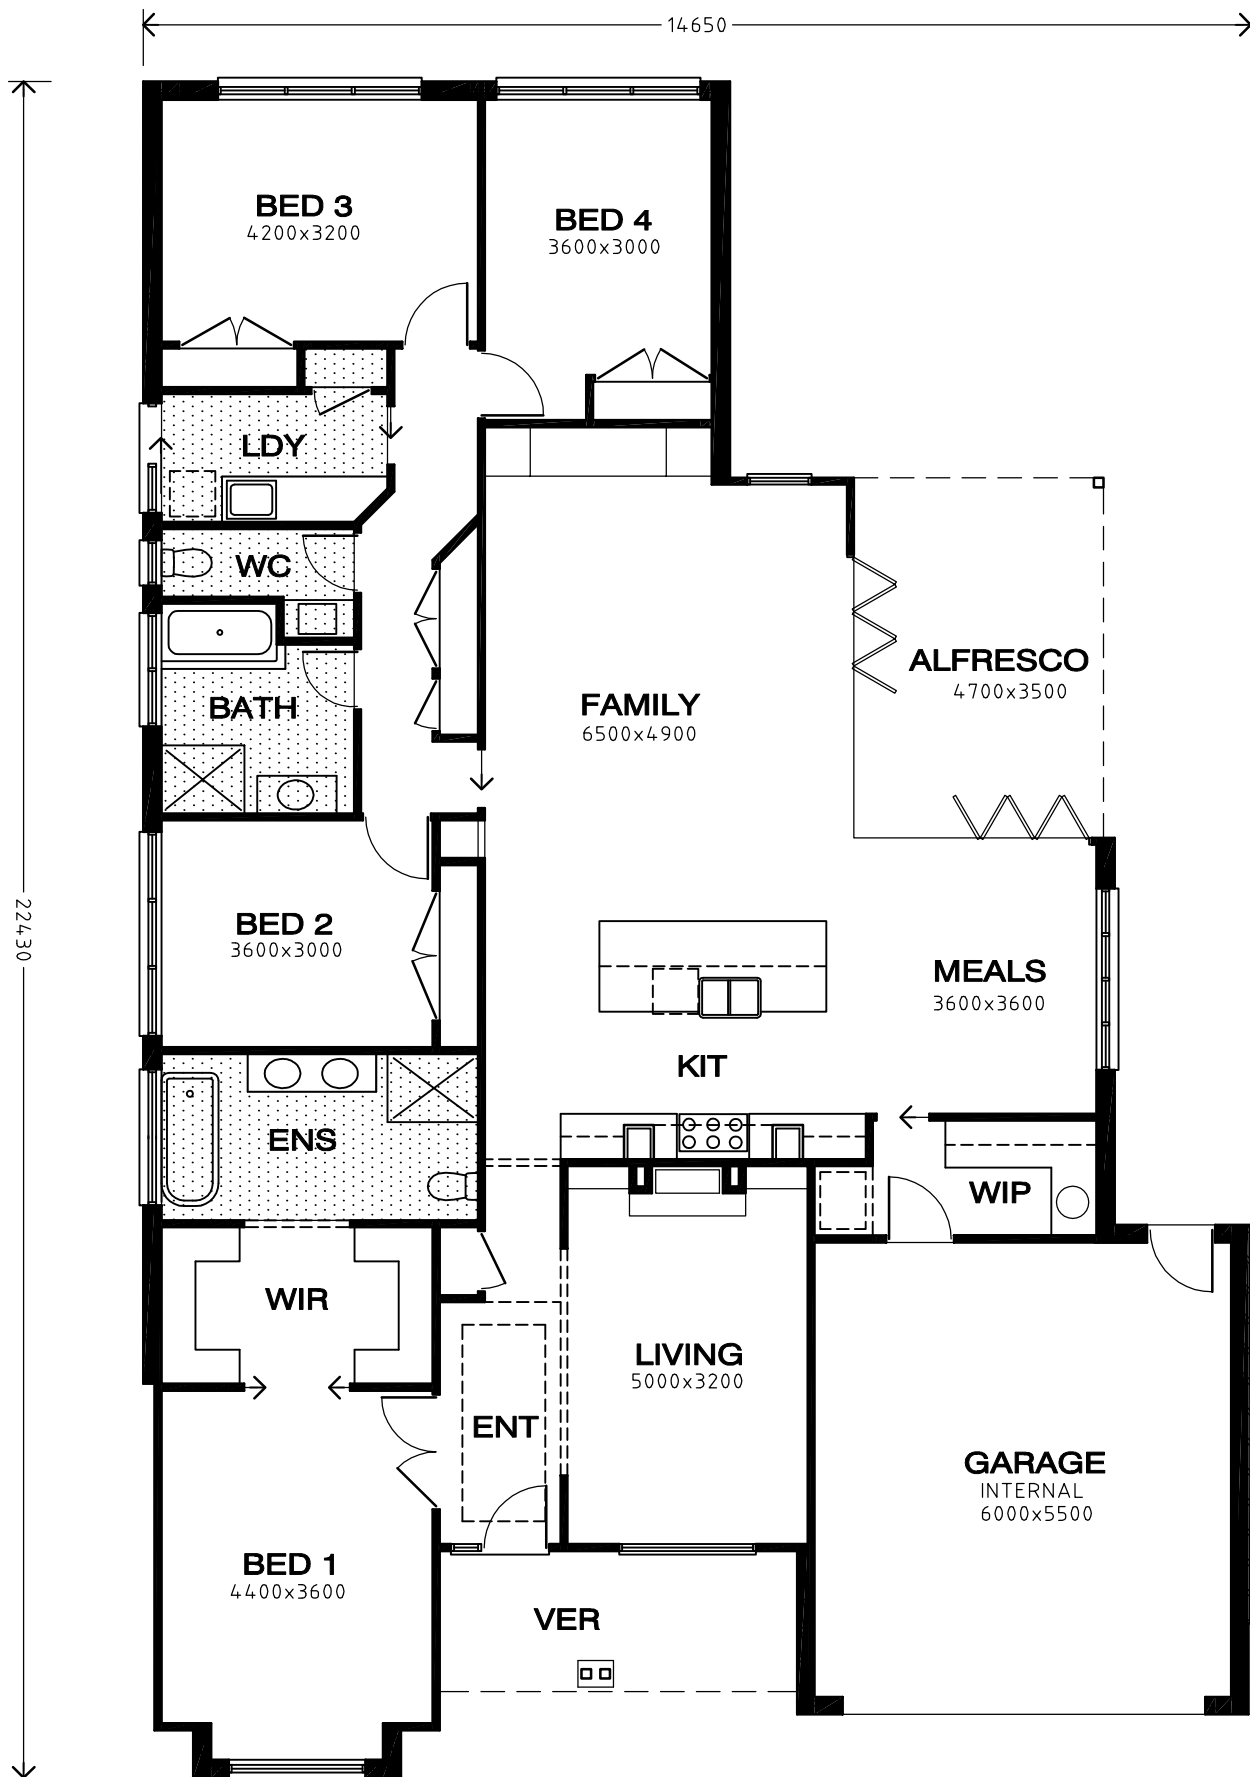 14650
BED 3
4200x3200
BED 4
3600x3000
LDY
WC
ALFRESCO
4700x3500
FAMILY
6500x4900
BATH
22430
BED 2
3600x3000
MEALS
3600x3600
KIT
ENS
WIP
WIR
LIVING
5000x3200
ENT
GARAGE
INTERNAL
6000x5500
BED 1
4400x3600
VER